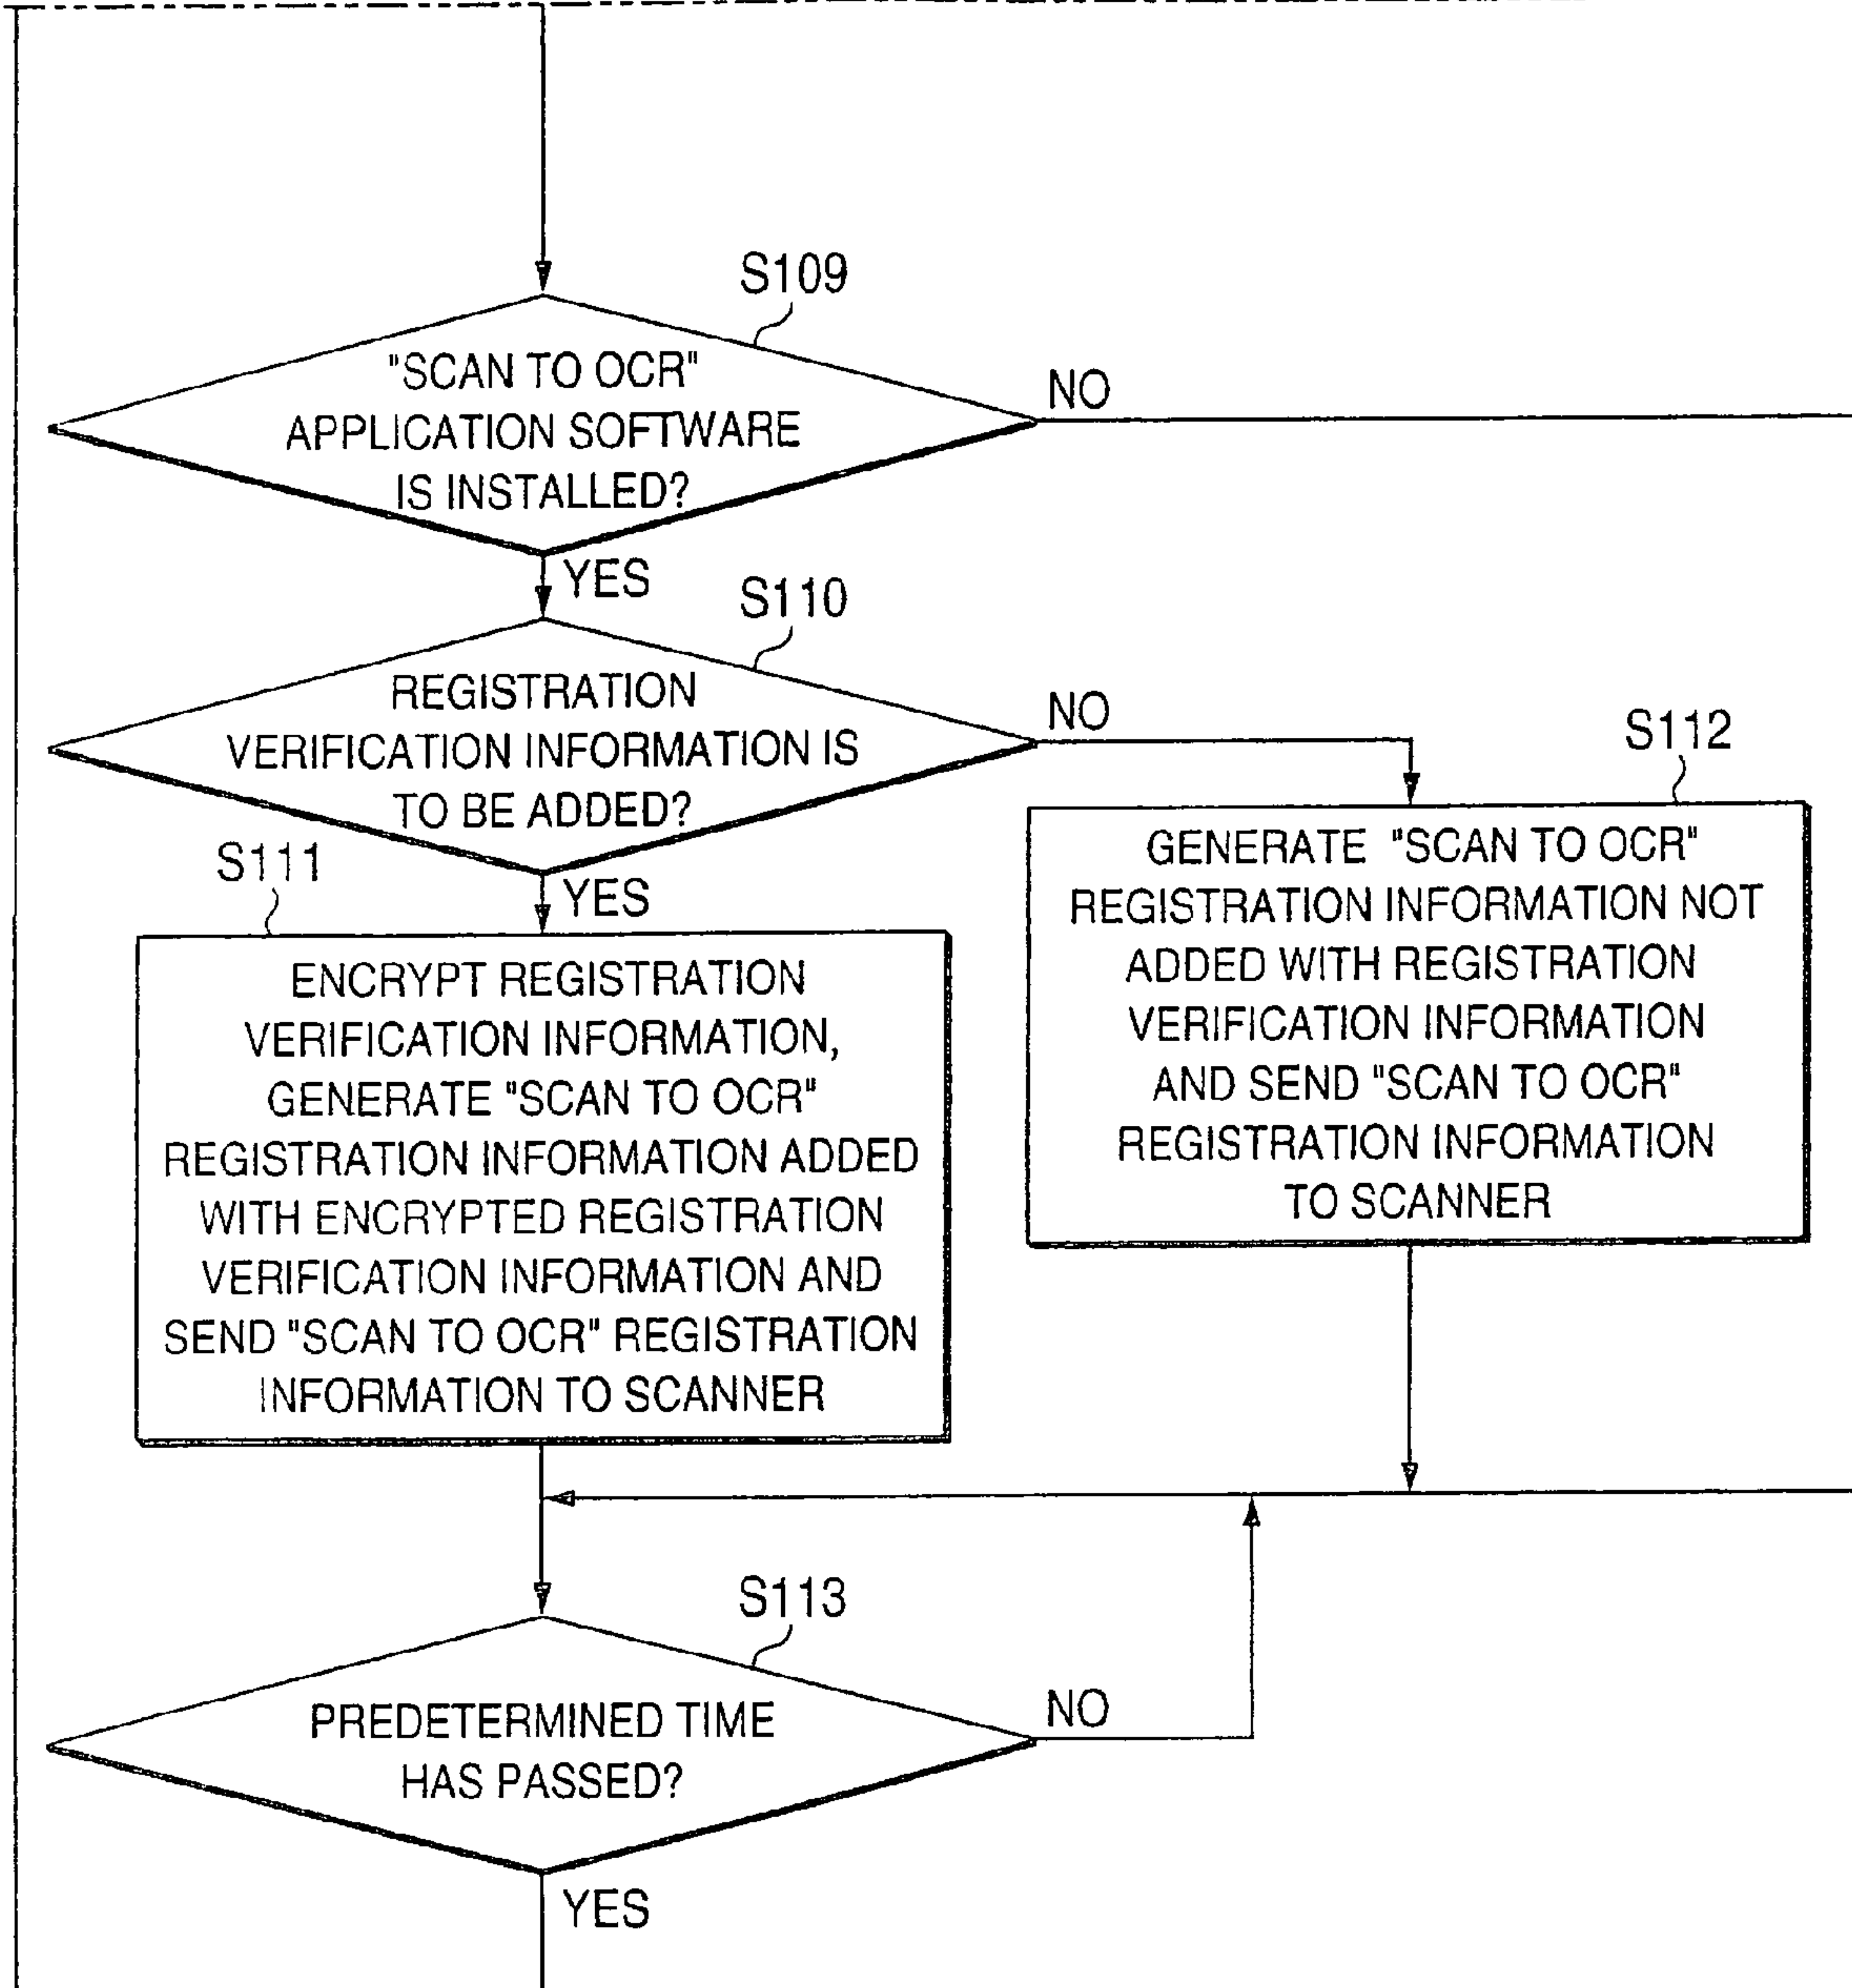 S109
"SCAN TO OCR"
APPLICATION SOFTWARE
IS INSTALLED?
NO
YES
S110
REGISTRATION
VERIFICATION INFORMATION IS
TO BE ADDED?
NO
YES
S111
ENCRYPT REGISTRATION
VERIFICATION INFORMATION,
GENERATE "SCAN TO OCR"
REGISTRATION INFORMATION ADDED
WITH ENCRYPTED REGISTRATION
VERIFICATION INFORMATION AND
SEND "SCAN TO OCR" REGISTRATION
INFORMATION TO SCANNER
S112
GENERATE "SCAN TO OCR"
REGISTRATION INFORMATION NOT
ADDED WITH REGISTRATION
VERIFICATION INFORMATION
AND SEND "SCAN TO OCR"
REGISTRATION INFORMATION
TO SCANNER
S113
PREDETERMINED TIME
HAS PASSED?
NO
YES